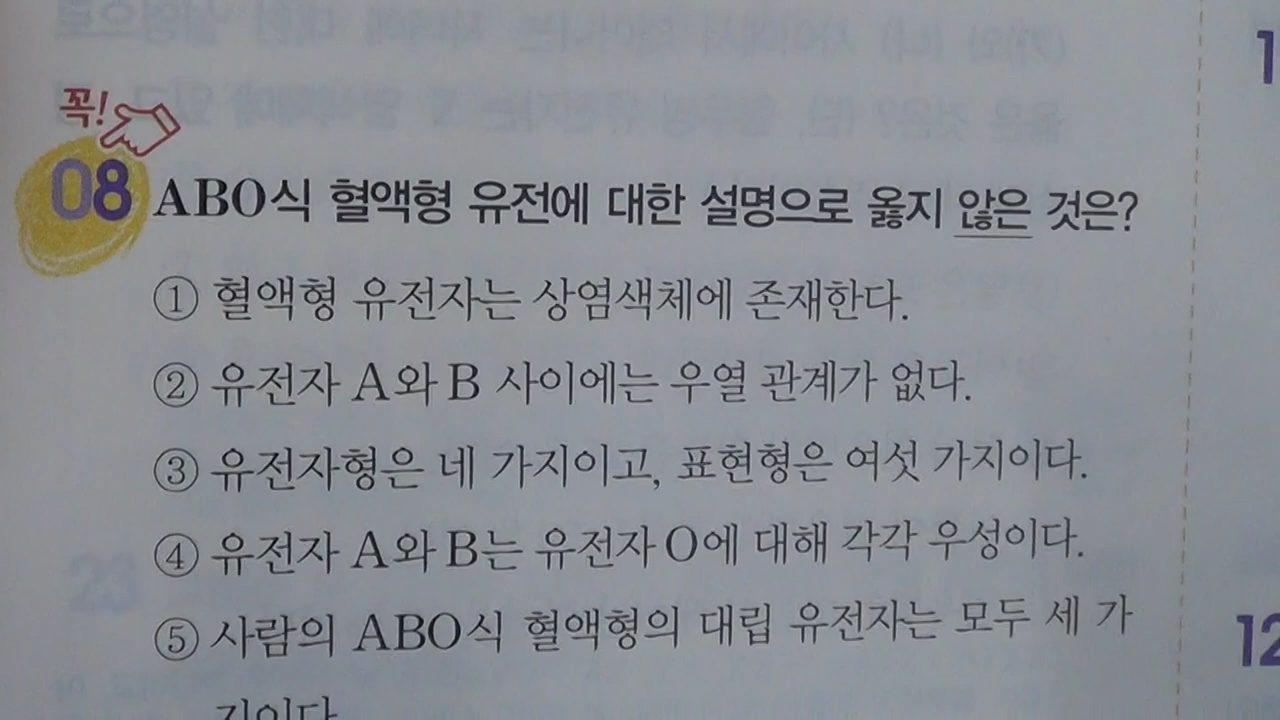 꼭!
08 ABO식 혈액형 유전에 대한 설명으로 옳지 않은 것은?
① 혈액형 유전자는 상염색체에 존재한다.
② 유전자 A와 B 사이에는 우열 관계가 없다.
③ 유전자형은 네 가지이고, 표현형은 여섯 가지이다.
④ 유전자 A와 B는 유전자 O에 대해 각각 우성이다.
⑤ 사람의 ABO식 혈액형의 대립 유전자는 모두 세 가
지이다
12